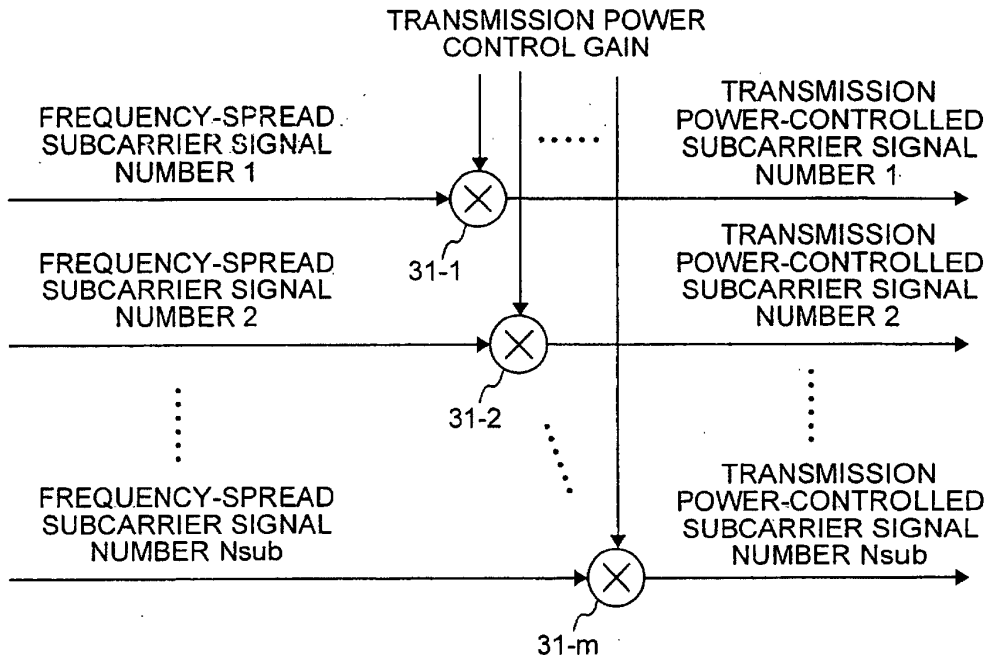 TRANSMISSION POWER
CONTROL GAIN
FREQUENCY-SPREAD
SUBCARRIER SIGNAL
NUMBER 1
TRANSMISSION
POWER-CONTROLLED
SUBCARRIER SIGNAL
NUMBER 1
31-1
FREQUENCY-SPREAD
SUBCARRIER SIGNAL
NUMBER 2
TRANSMISSION
POWER-CONTROLLED
SUBCARRIER SIGNAL
NUMBER 2
31-2
FREQUENCY-SPREAD
SUBCARRIER SIGNAL
NUMBER Nsub
TRANSMISSION
POWER-CONTROLLED
SUBCARRIER SIGNAL
NUMBER Nsub
31-m